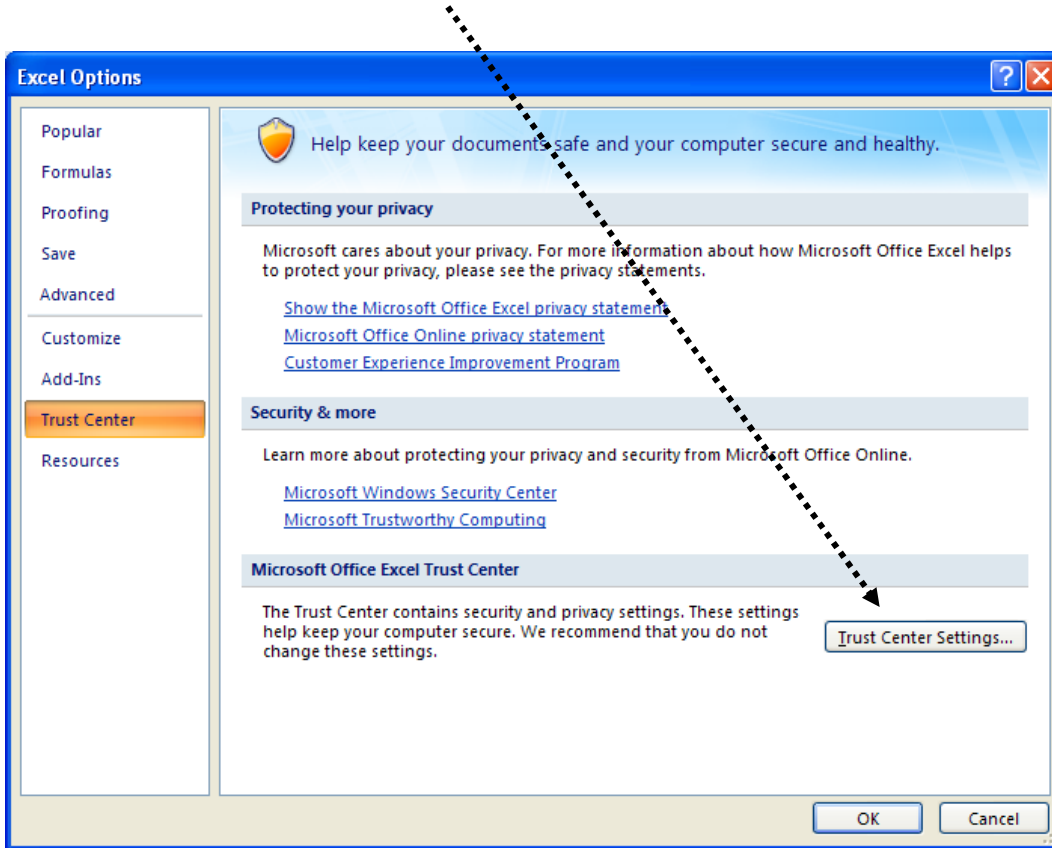 Excel Options
Popular
Formulas
Proofing
Save
Advanced
Customize
Add-Ins
Trust Center
Resources
Help keep your documents safe and your computer secure and healthy.
Protecting your privacy
Microsoft cares about your privacy. For more information about how Microsoft Office Excel helps
to protect your privacy, please see the privacy statements.
Show the Microsoft Office Excel privacy statement
Microsoft Office Online privacy statement
Customer Experience Improvement Program
Security & more
Learn more about protecting your privacy and security from Microsoft Office Online.
Microsoft Windows Security Center
Microsoft Trustworthy Computing
Microsoft Office Excel Trust Center
The Trust Center contains security and privacy settings. These settings
help keep your computer secure. We recommend that you do not
change these settings.
Trust Center Settings...
OK
Cancel